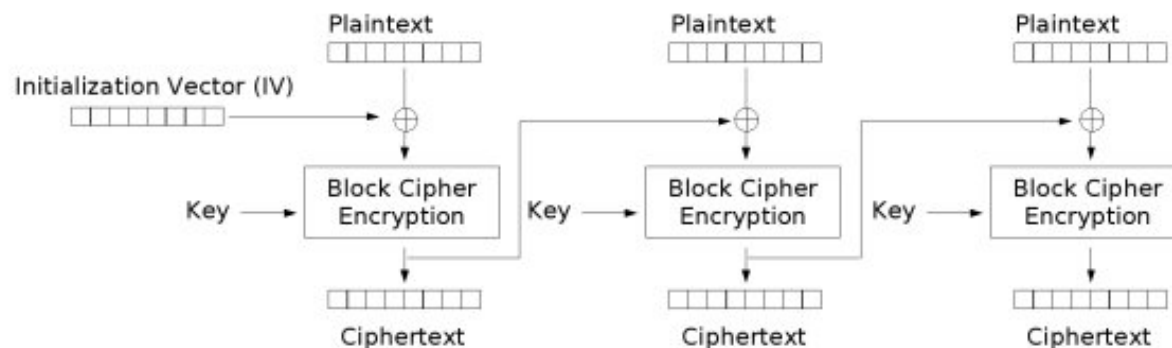 Plaintext
Plaintext
Plaintext
Initialization Vector (IV)
Block Cipher
Encryption
Block Cipher
Encryption
Block Cipher
Encryption
Key
Key
Key
Ciphertext
Ciphertext
Ciphertext